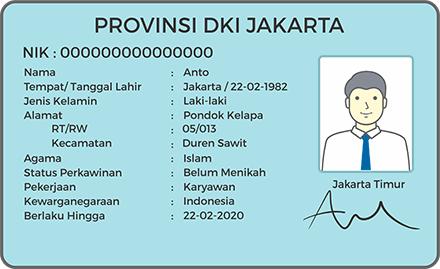 PROVINSI DKI JAKARTA
NIK : 0000000000000000
Nama : Anto
Tempat/Tanggal Lahir : Jakarta / 22-02-1982
Jenis Kelamin : Laki-laki
Alamat : Pondok Kelapa
RT/RW : 05/013
Kecamatan : Duren Sawit
Agama : Islam
Status Perkawinan : Belum Menikah
Pekerjaan : Karyawan
Kewarganegaraan : Indonesia
Berlaku Hingga : 22-02-2020
Jakarta Timur